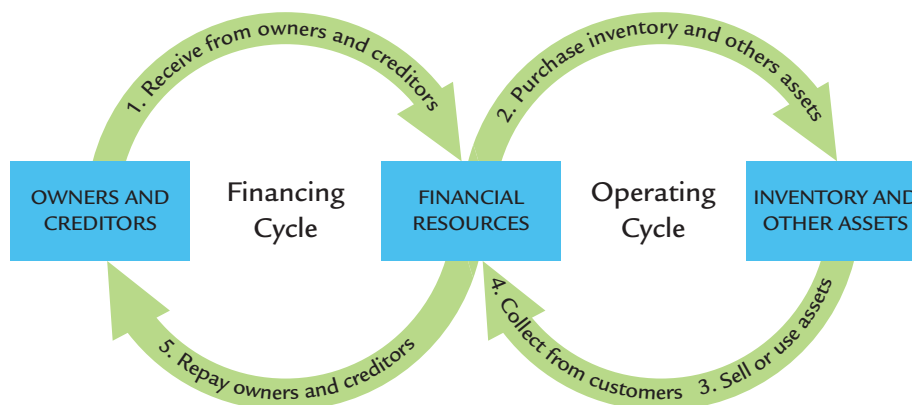 1. Receive from owners and creditors
2. Purchase inventory and others assets
OWNERS AND
CREDITORS
Financing
Cycle
FINANCIAL
RESOURCES
Operating
Cycle
INVENTORY AND
OTHER ASSETS
5. Repay owners and creditors
4. Collect from customers
3. Sell or use assets